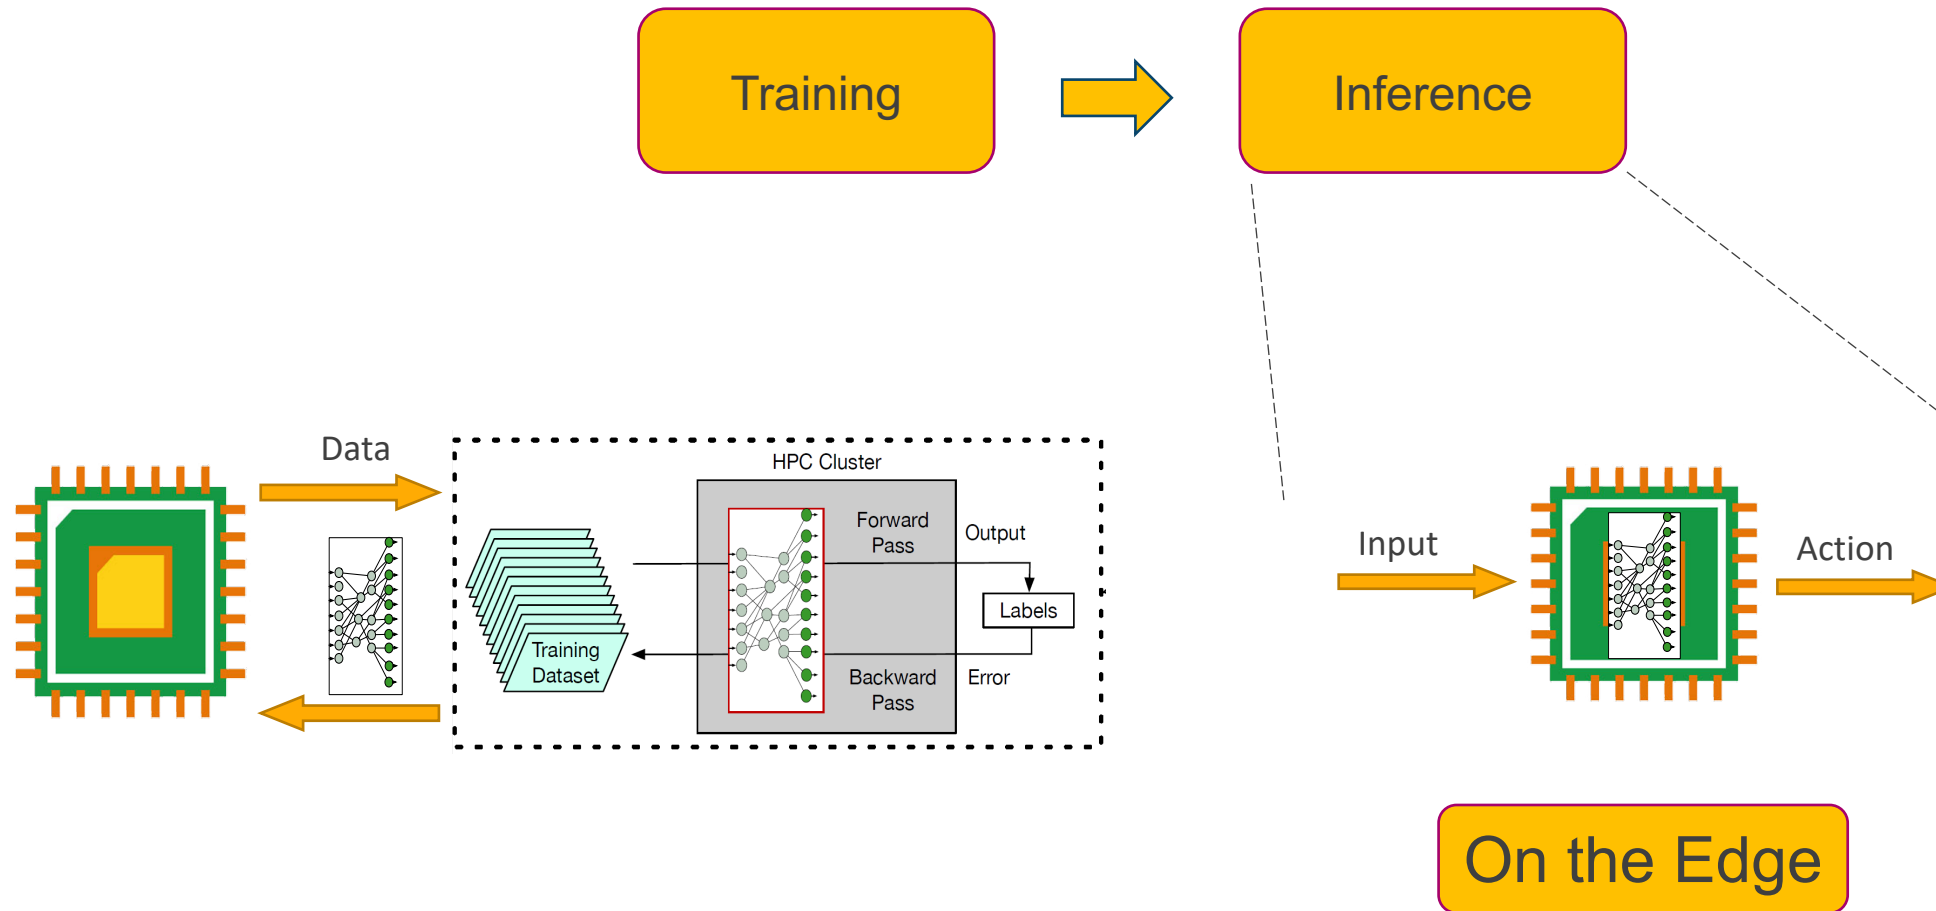 Training
Inference
Data
HPC Cluster
Forward
Pass
Output
Labels
Training
Dataset
Backward
Pass
Error
Input
Action
On the Edge